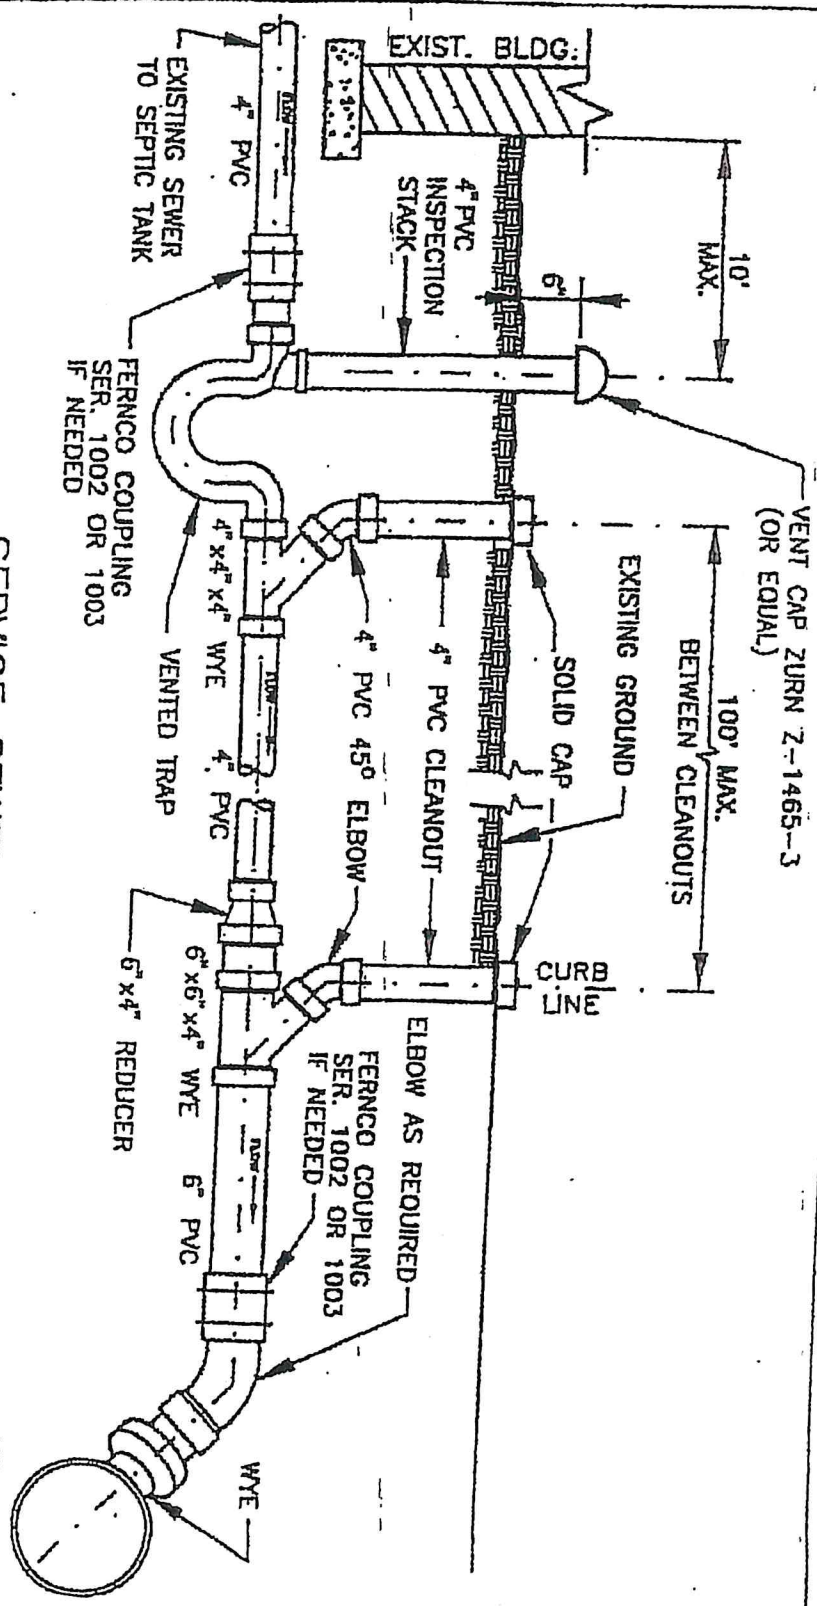 EXIST. BLDG.
10'
MAX.
6"
VENT CAP ZURN Z-1465-3
(OR EQUAL)
100' MAX.
BETWEEN CLEANOUTS
4" PVC
INSPECTION
STACK
EXISTING GROUND
SOLID CAP
CURB
LINE
4" PVC CLEANOUT
4" PVC 45° ELBOW
ELBOW AS REQUIRED
FERNCO COUPLING
SER. 1002 OR 1003
IF NEEDED
FLOW
4" PVC
EXISTING SEWER
TO SEPTIC TANK
FERNCO COUPLING
SER. 1002 OR 1003
IF NEEDED
4"x4"x4" WYE
VENTED TRAP
FLOW
4" PVC
6"x4" REDUCER
6"x6"x4" WYE
FLOW
6" PVC
WYE